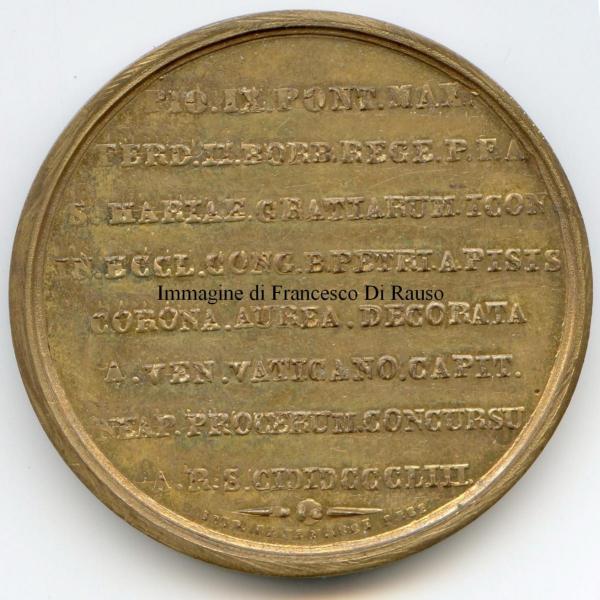 PIO.IX.PONT.MAX.
FERD.II.BORB.REGE.P.F.A
S.MARIAE.GRATIARUM.ICON
IN.ECCL.CONG.B.PETRI.A.PISIS
Immagine di Francesco Di Rauso
CORONA.AUREA.DECORATA
A.VEN.VATICANO.CAPIT.
NEAP.PROCERUM.CONCURSU
A.R.S.CIƆIƆCCCLIII.